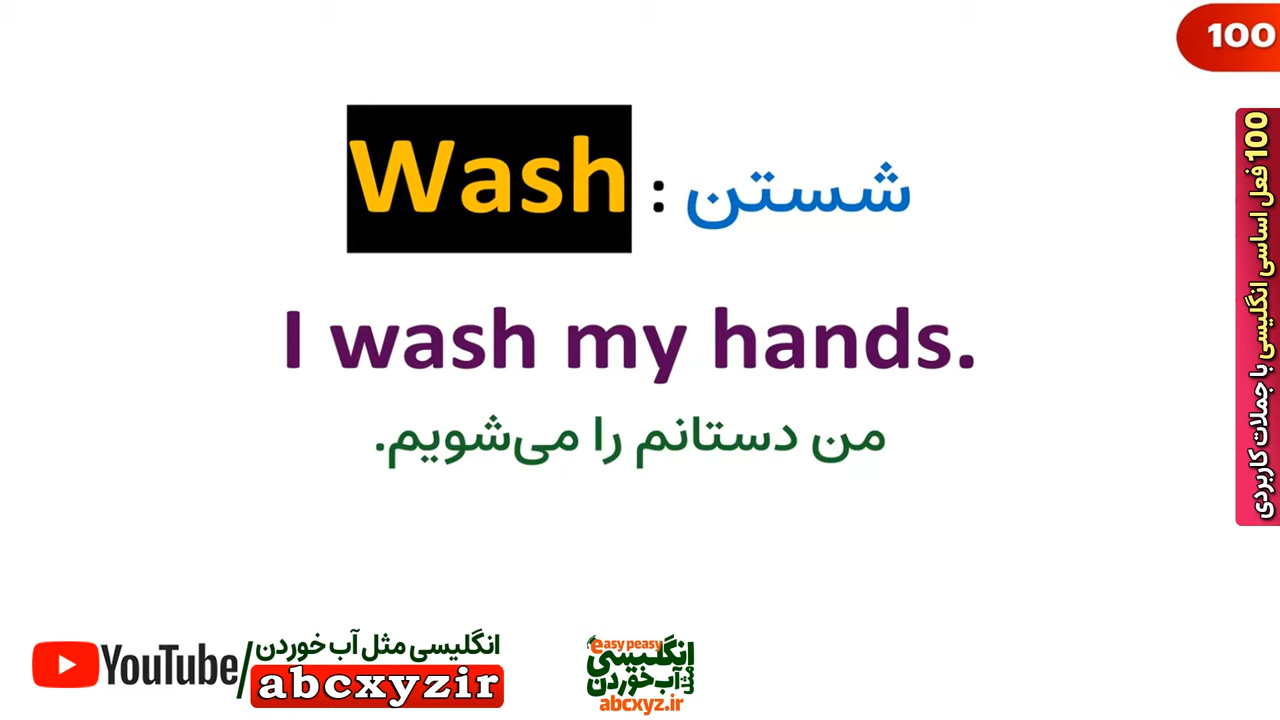 100
Wash : شستن
I wash my hands.
من دستانم را می‌شویم.
100 فعل اساسی انگلیسی با جملات کاربردی
YouTube/
انگلیسی مثل آب خوردن
abcxyzir
easy peasy
انگلیسی
مثل
آب خوردن
abcxyz.ir